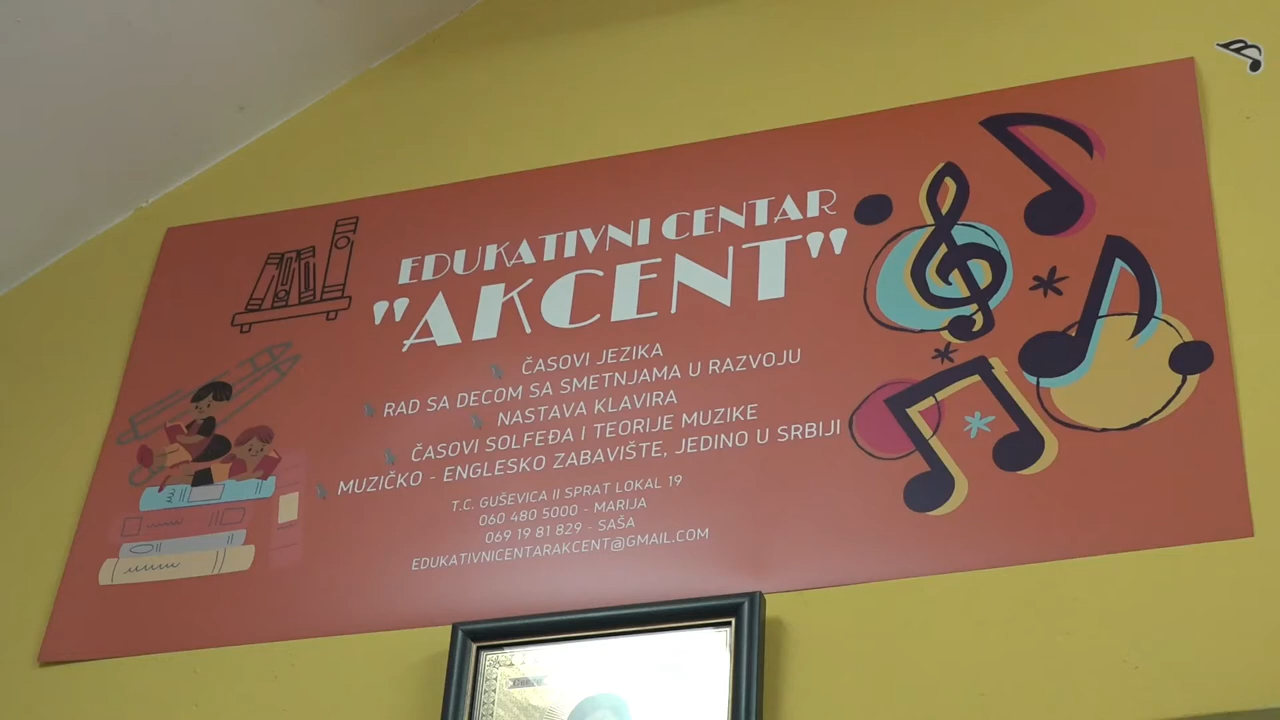 EDUKATIVNI CENTAR
"AKCENT"
ČASOVI JEZIKA
RAD SA DECOM SA SMETNJAMA U RAZVOJU
NASTAVA KLAVIRA
ČASOVI SOLFEĐA I TEORIJE MUZIKE
MUZIČKO - ENGLESKO ZABAVIŠTE, JEDINO U SRBIJI
T.C. GUŠEVICA II SPRAT LOKAL 19
060 480 5000 - MARIJA
069 19 81 829 - SAŠA
EDUKATIVNICENTARAKCENT@GMAIL.COM